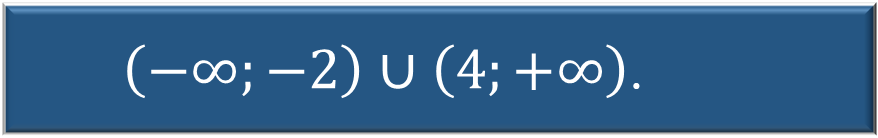 (−∞; −2) ∪ (4; +∞).